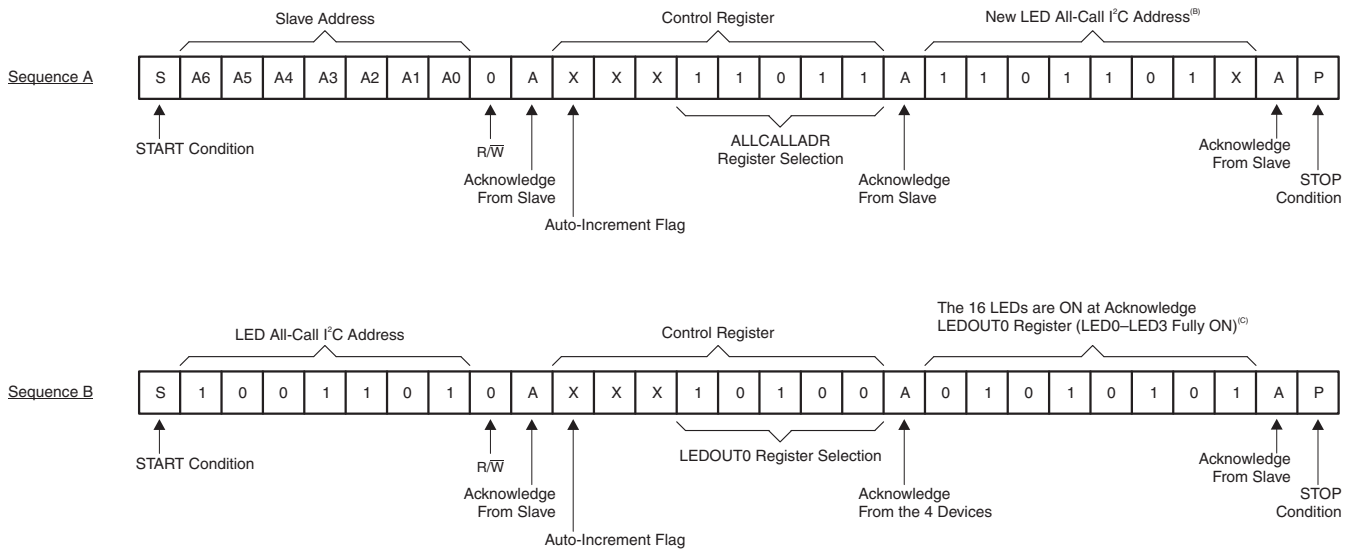 Slave Address
Control Register
New LED All-Call I²C Address(B)
Sequence A
S A6 A5 A4 A3 A2 A1 A0 0 A X X X 1 1 0 1 1 A 1 1 0 1 1 0 1 X A P
START Condition
R/W̅
Acknowledge
From Slave
Auto-Increment Flag
ALLCALLADR
Register Selection
Acknowledge
From Slave
Acknowledge
From Slave
STOP
Condition
LED All-Call I²C Address
Control Register
The 16 LEDs are ON at Acknowledge
LEDOUT0 Register (LED0–LED3 Fully ON)(C)
Sequence B
S 1 0 0 1 1 0 1 0 A X X X 1 0 1 0 0 A 0 1 0 1 0 1 0 1 A P
START Condition
R/W̅
Acknowledge
From Slave
Auto-Increment Flag
LEDOUT0 Register Selection
Acknowledge
From the 4 Devices
Acknowledge
From Slave
STOP
Condition